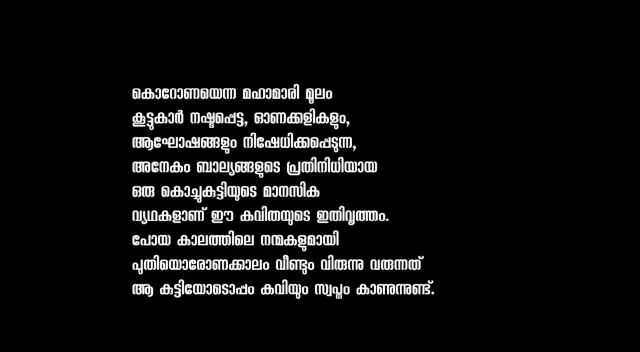 കൊറോണയെന്ന മഹാമാരി മൂലം
കൂട്ടുകാർ നഷ്ടപ്പെട്ട, ഓണക്കളികളും,
ആഘോഷങ്ങളും നിഷേധിക്കപ്പെടുന്ന,
അനേകം ബാല്യങ്ങളുടെ പ്രതിനിധിയായ
ഒരു കൊച്ചുകുട്ടിയുടെ മാനസിക
വ്യഥകളാണ് ഈ കവിതയുടെ ഇതിവൃത്തം.
പോയ കാലത്തിലെ നന്മകളുമായി
പുതിയൊരോണക്കാലം വീണ്ടും വിരുന്നു വരുന്നത്
ആ കുട്ടിയോടൊപ്പം കവിയും സ്വപ്നം കാണുന്നുണ്ട്.